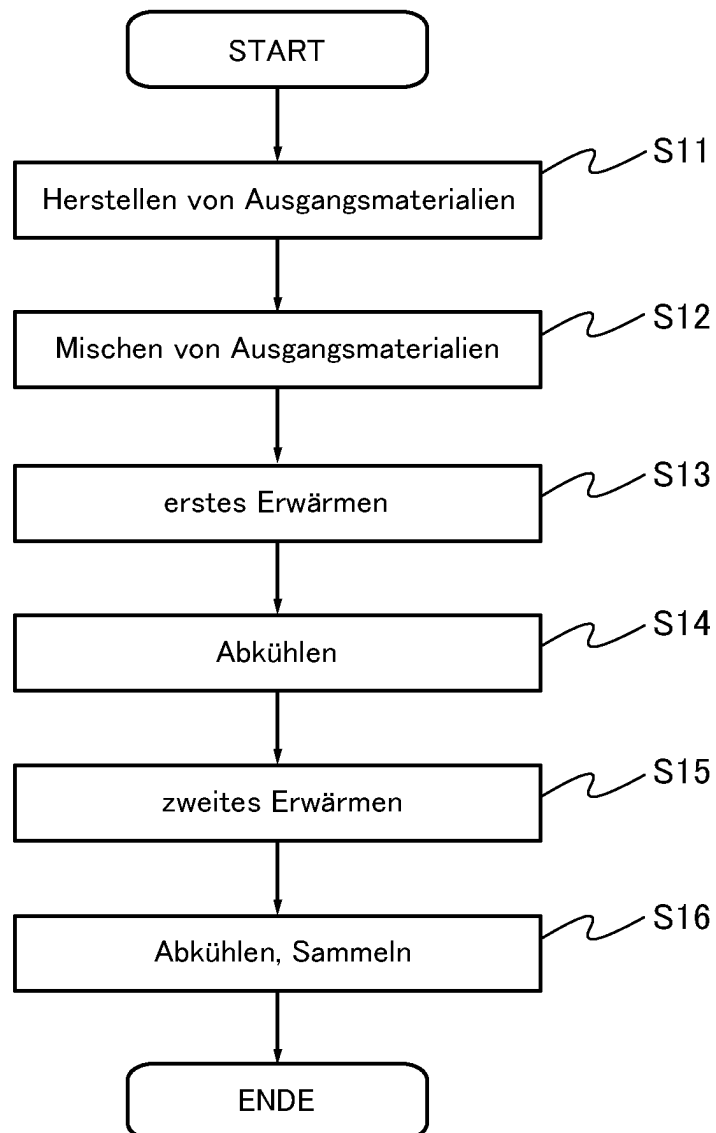 START
Herstellen von Ausgangsmaterialien
S11
Mischen von Ausgangsmaterialien
S12
erstes Erwärmen
S13
Abkühlen
S14
zweites Erwärmen
S15
Abkühlen, Sammeln
S16
ENDE